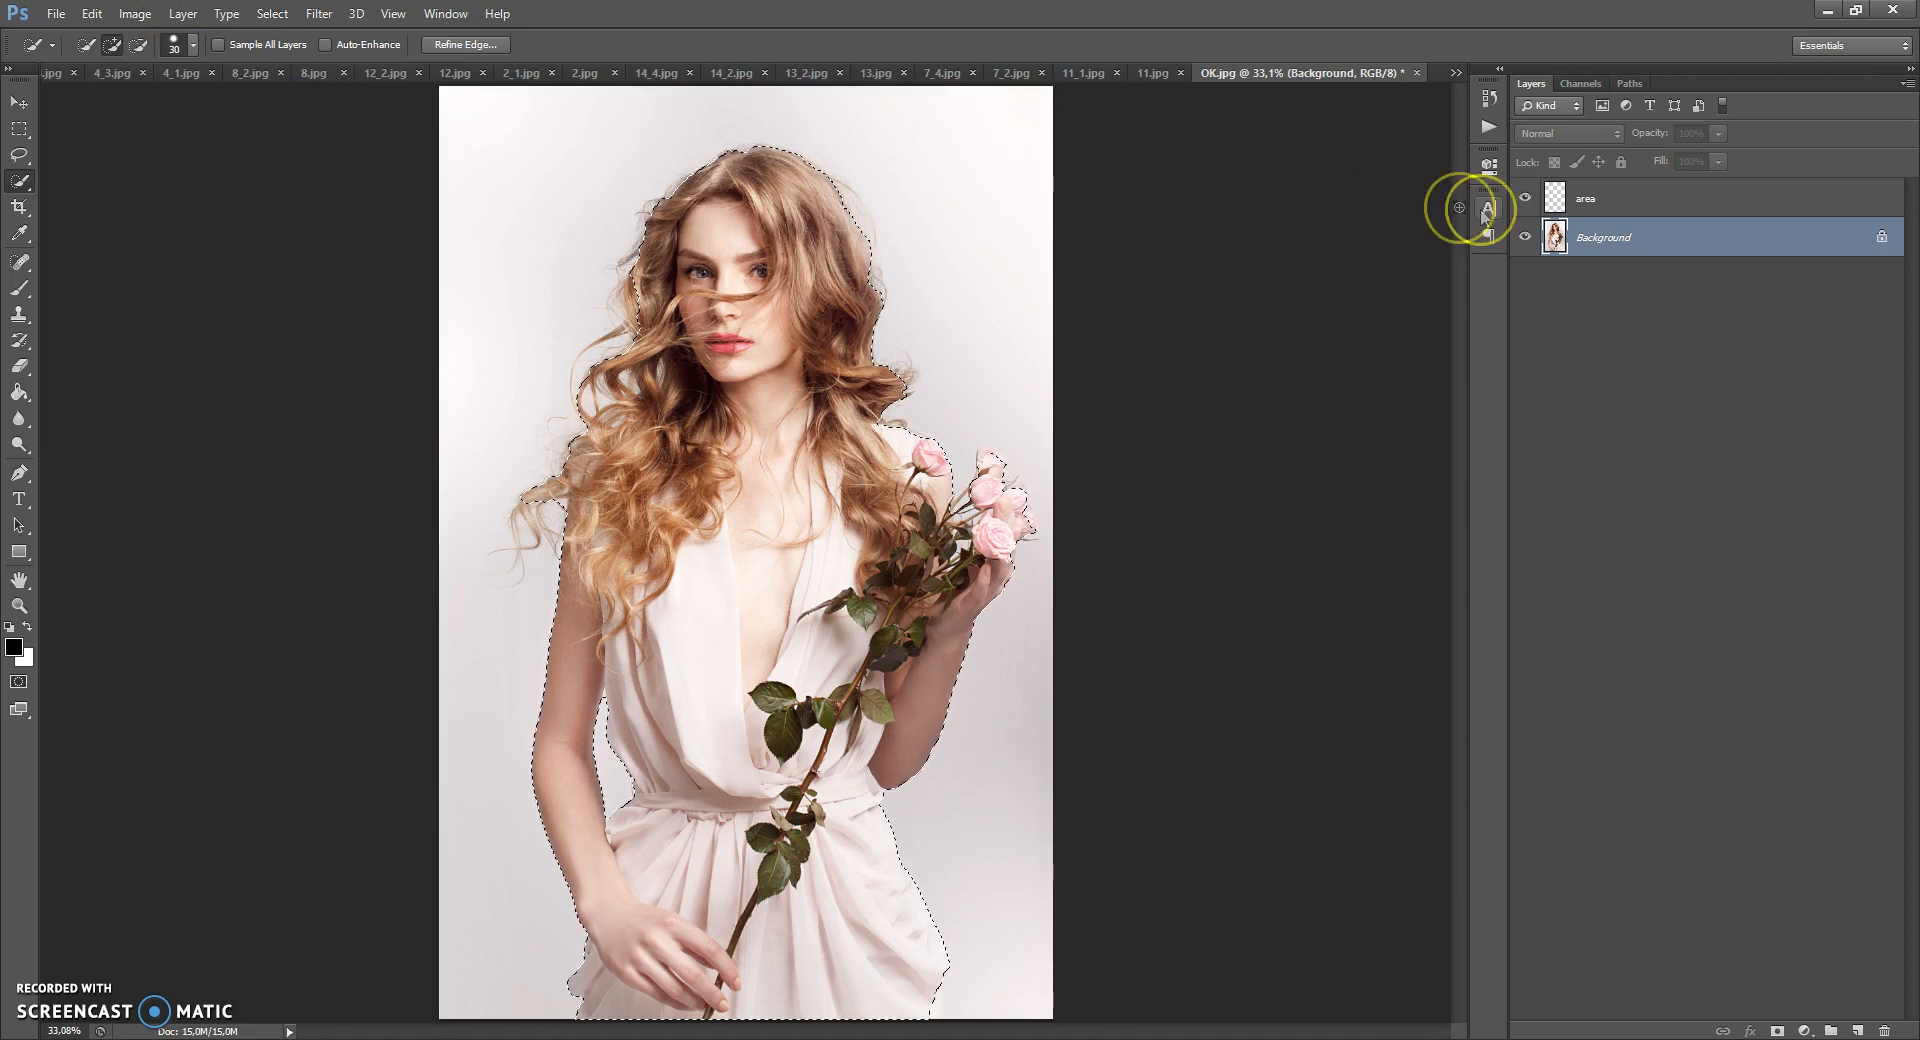 Ps File Edit Image Layer Type Select Filter 3D View Window Help
30 Sample All Layers Auto-Enhance Refine Edge... Essentials
.jpg × 4_3.jpg × 4_1.jpg × 8_2.jpg × 8.jpg × 12_2.jpg × 12.jpg × 2_1.jpg × 2.jpg × 14_4.jpg × 14_2.jpg × 13_2.jpg × 13.jpg × 7_4.jpg × 7_2.jpg × 11_1.jpg × 11.jpg × OK.jpg @ 33,1% (Background, RGB/8) * ×
Layers Channels Paths
Kind
Normal Opacity: 100%
Lock: Fill: 100%
area
Background
RECORDED WITH
SCREENCAST MATIC
33,08% Doc: 15,0M/15,0M